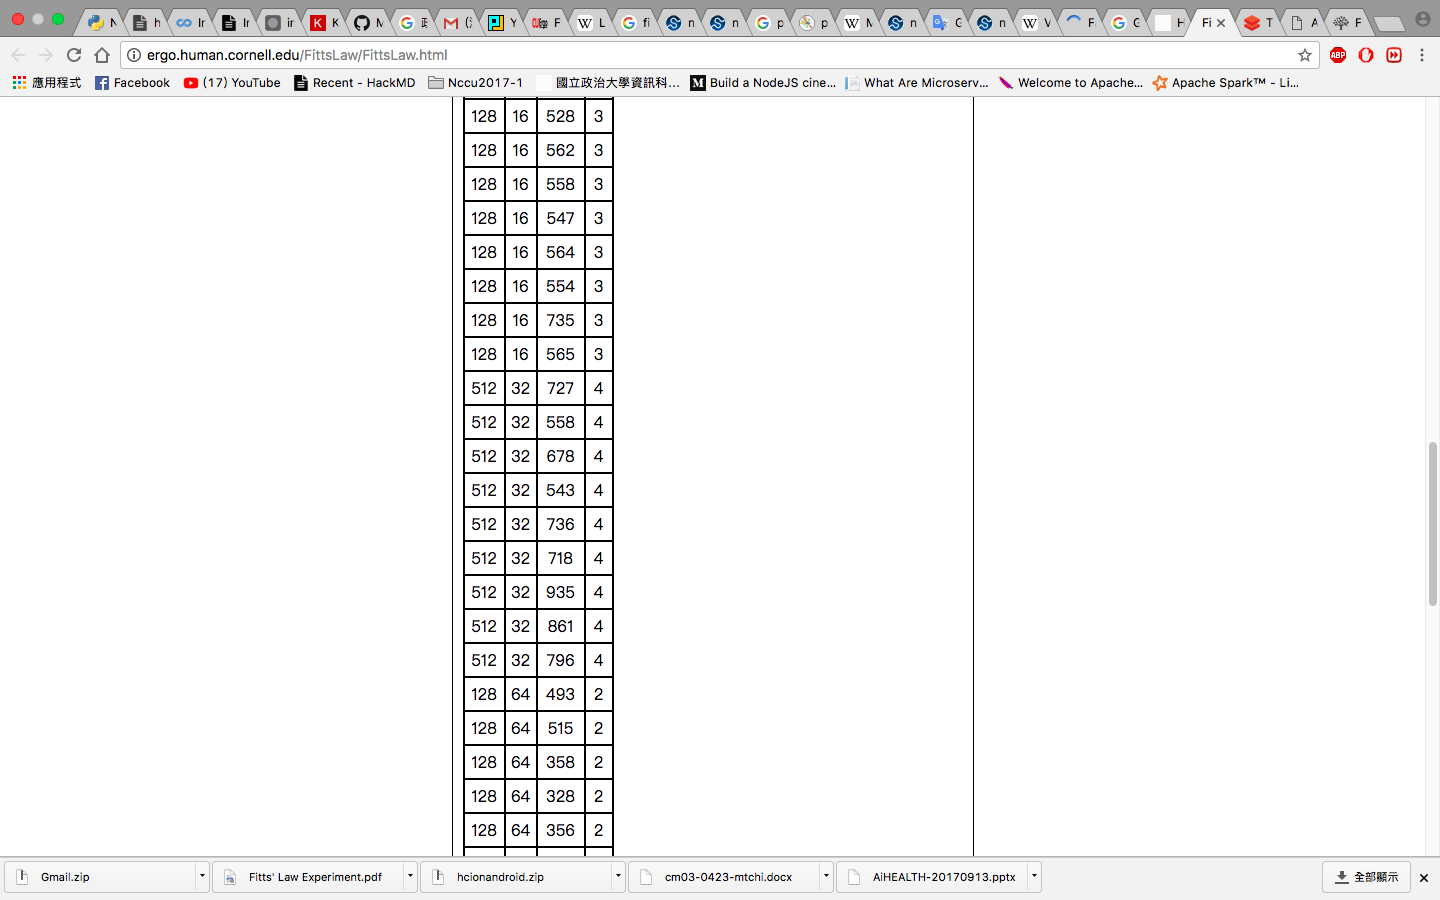 N h Ir Ir in K M 正 (ž Y F L fi n n p p M n G n V F. G H Fi T A F
ergo.human.cornell.edu/FittsLaw/FittsLaw.html
應用程式 Facebook (17) YouTube Recent - HackMD Nccu2017-1 國立政治大學資訊科... Build a NodeJS cine... What Are Microserv... Welcome to Apache... Apache Spark™ - Li...
128 16 528 3
128 16 562 3
128 16 558 3
128 16 547 3
128 16 564 3
128 16 554 3
128 16 735 3
128 16 565 3
512 32 727 4
512 32 558 4
512 32 678 4
512 32 543 4
512 32 736 4
512 32 718 4
512 32 935 4
512 32 861 4
512 32 796 4
128 64 493 2
128 64 515 2
128 64 358 2
128 64 328 2
128 64 356 2
Gmail.zip Fitts' Law Experiment.pdf hcionandroid.zip cm03-0423-mtchi.docx AiHEALTH-20170913.pptx 全部顯示